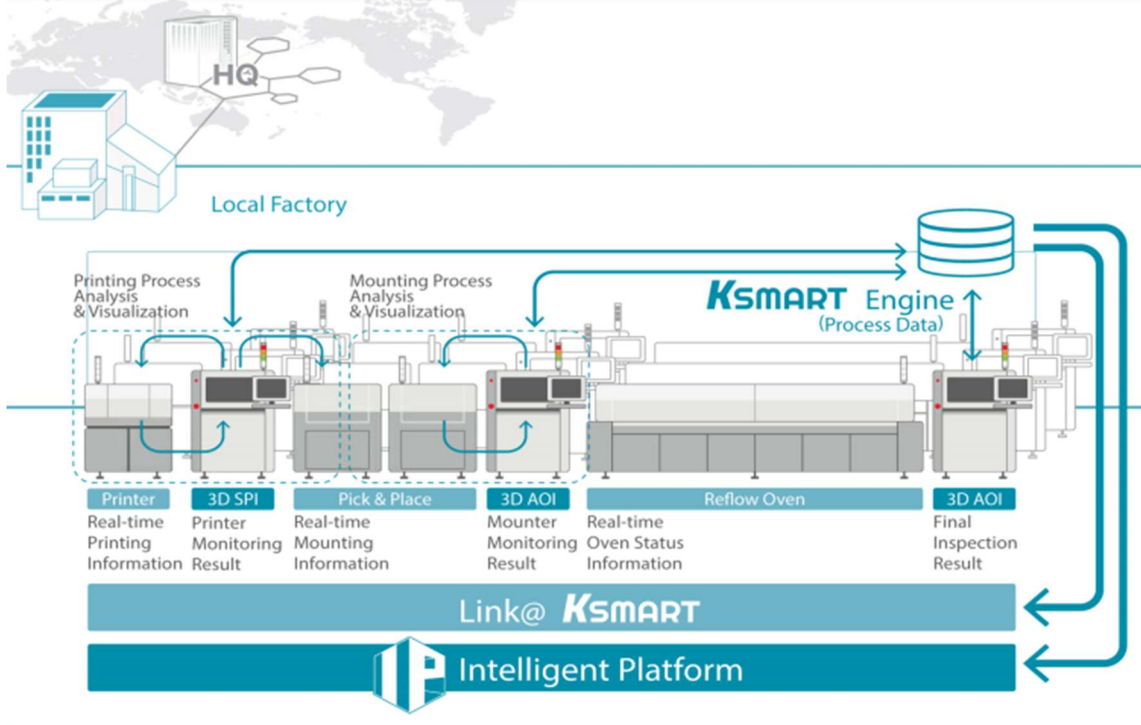 HQ
Local Factory
Printing Process
Analysis
& Visualization
Mounting Process
Analysis
& Visualization
KSMART Engine
(Process Data)
Printer
3D SPI
Pick & Place
3D AOI
Reflow Oven
3D AOI
Real-time
Printing
Information
Printer
Monitoring
Result
Real-time
Mounting
Information
Mounter
Monitoring
Result
Real-time
Oven Status
Information
Final
Inspection
Result
Link@ KSMART
IP Intelligent Platform